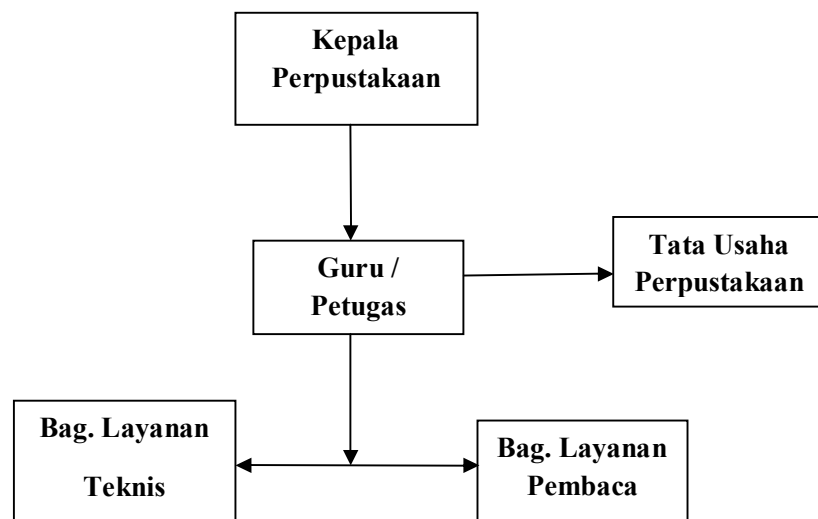 Kepala
Perpustakaan
Guru /
Petugas
Tata Usaha
Perpustakaan
Bag. Layanan
Teknis
Bag. Layanan
Pembaca